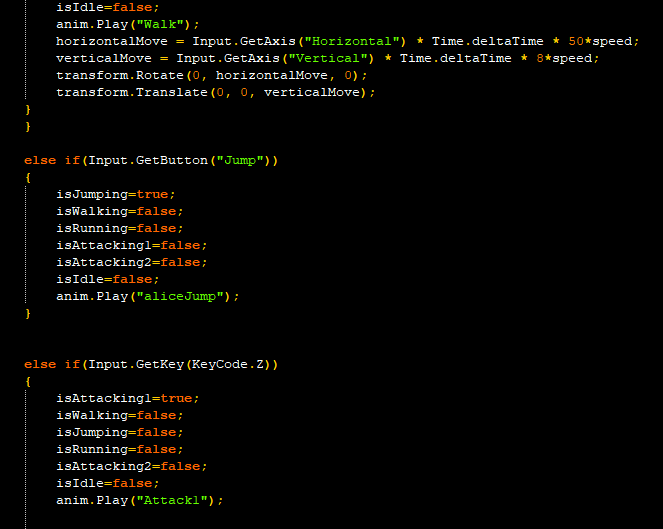 isIdle=false;
anim.Play("Walk");
horizontalMove = Input.GetAxis("Horizontal") * Time.deltaTime * 50*speed;
verticalMove = Input.GetAxis("Vertical") * Time.deltaTime * 8*speed;
transform.Rotate(0, horizontalMove, 0);
transform.Translate(0, 0, verticalMove);
}
}
else if(Input.GetButton("Jump"))
{
isJumping=true;
isWalking=false;
isRunning=false;
isAttacking1=false;
isAttacking2=false;
isIdle=false;
anim.Play("aliceJump");
}
else if(Input.GetKey(KeyCode.Z))
{
isAttacking1=true;
isWalking=false;
isJumping=false;
isRunning=false;
isAttacking2=false;
isIdle=false;
anim.Play("Attack1");